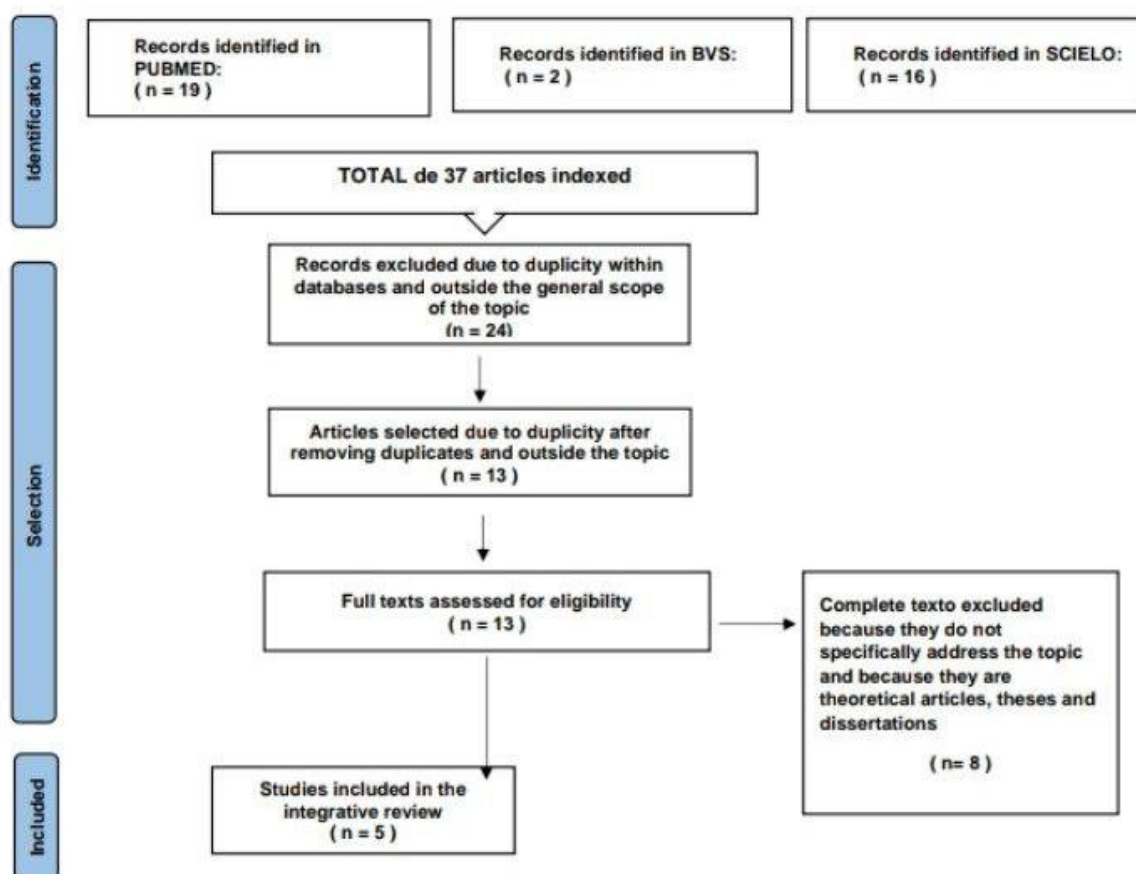 Identification
Records identified in
PUBMED:
( n = 19 )
Records identified in BVS:
( n = 2 )
Records identified in SCIELO:
( n = 16 )
TOTAL de 37 articles indexed
Selection
Records excluded due to duplicity within
databases and outside the general scope
of the topic
(n = 24)
Articles selected due to duplicity after
removing duplicates and outside the topic
( n = 13 )
Full texts assessed for eligibility
( n = 13 )
Complete texto excluded
because they do not
specifically address the topic
and because they are
theoretical articles, theses and
dissertations
( n= 8 )
Included
Studies included in the
integrative review
( n = 5 )